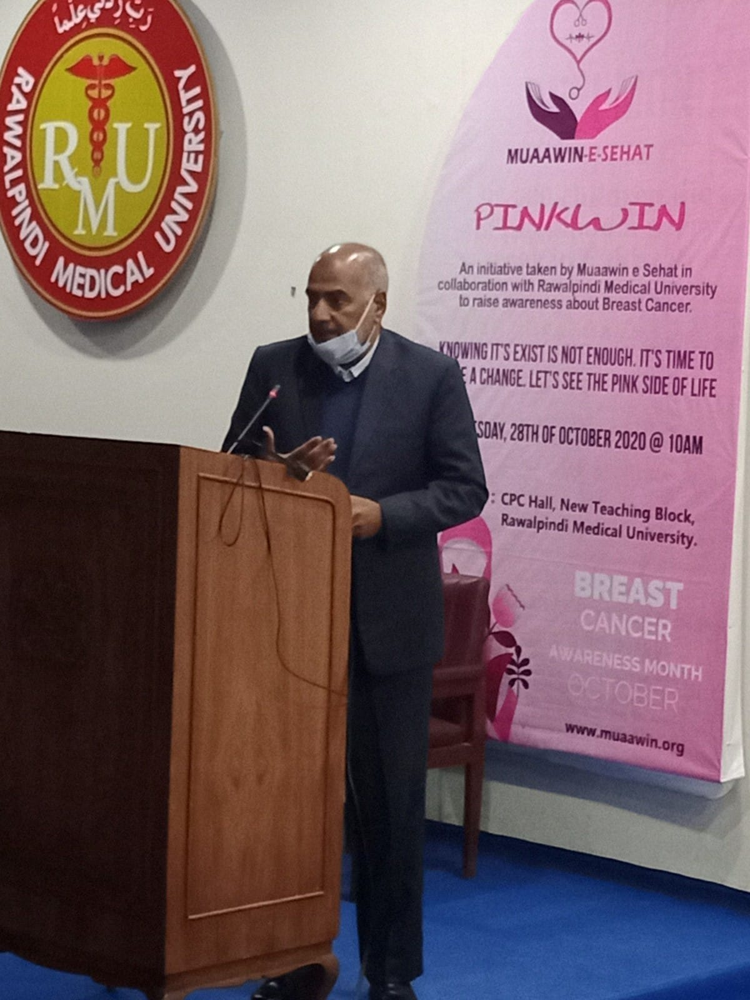 رَبِّ زِدْنِي عِلْماً
RAWALPINDI MEDICAL UNIVERSITY
RMU
MUAAWIN-E-SEHAT
PINKWIN
An initiative taken by Muaawin e Sehat in
collaboration with Rawalpindi Medical University
to raise awareness about Breast Cancer.
KNOWING IT'S EXIST IS NOT ENOUGH. IT'S TIME TO
E A CHANGE. LET'S SEE THE PINK SIDE OF LIFE
SDAY, 28TH OF OCTOBER 2020 @ 10AM
: CPC Hall, New Teaching Block,
Rawalpindi Medical University.
BREAST
CANCER
AWARENESS MONTH
OCTOBER
www.muaawin.org